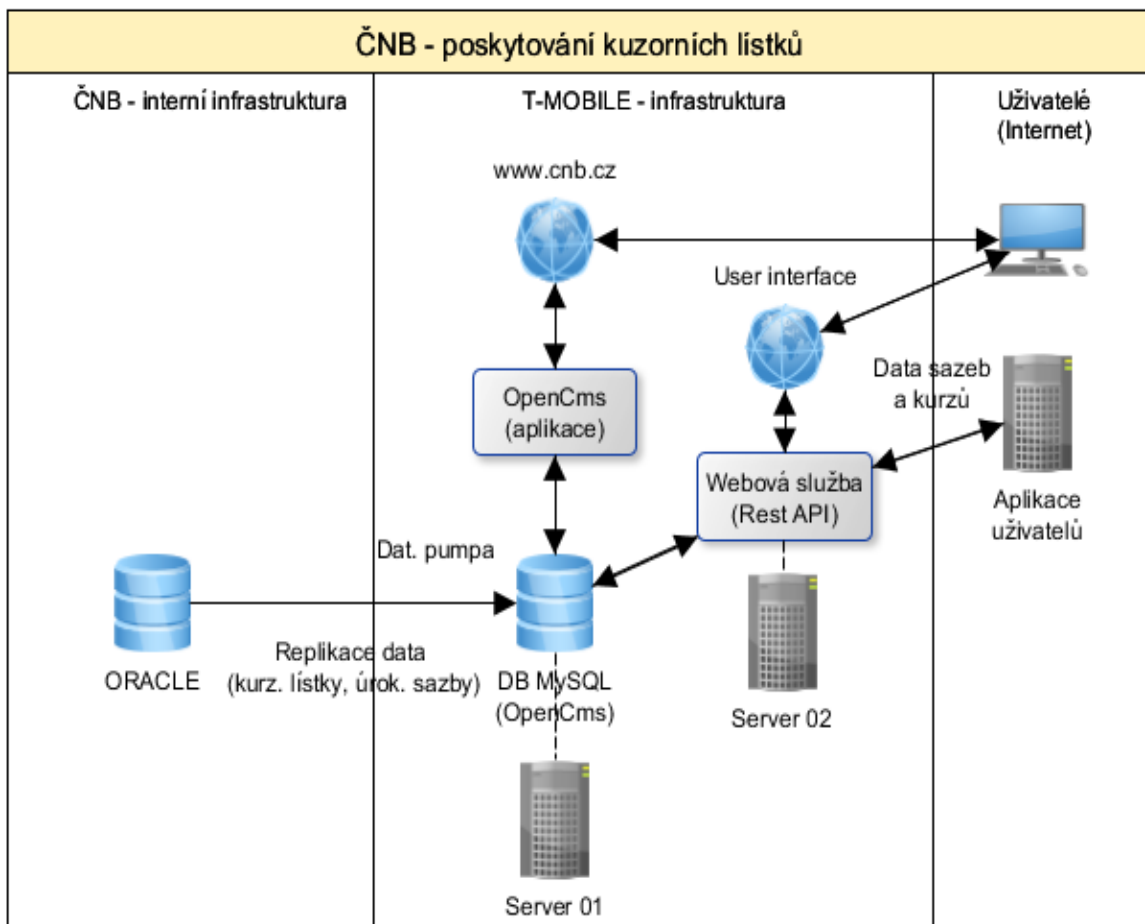 ČNB - poskytování kuzorních lístků
ČNB - interní infrastruktura
T-MOBILE - infrastruktura
Uživatelé
(Internet)
www.cnb.cz
User interface
OpenCms
(aplikace)
Data sazeb
a kurzů
Webová služba
(Rest API)
Aplikace
uživatelů
Dat. pumpa
Replikace data
(kurz. lístky, úrok. sazby)
ORACLE
DB MySQL
(OpenCms)
Server 02
Server 01